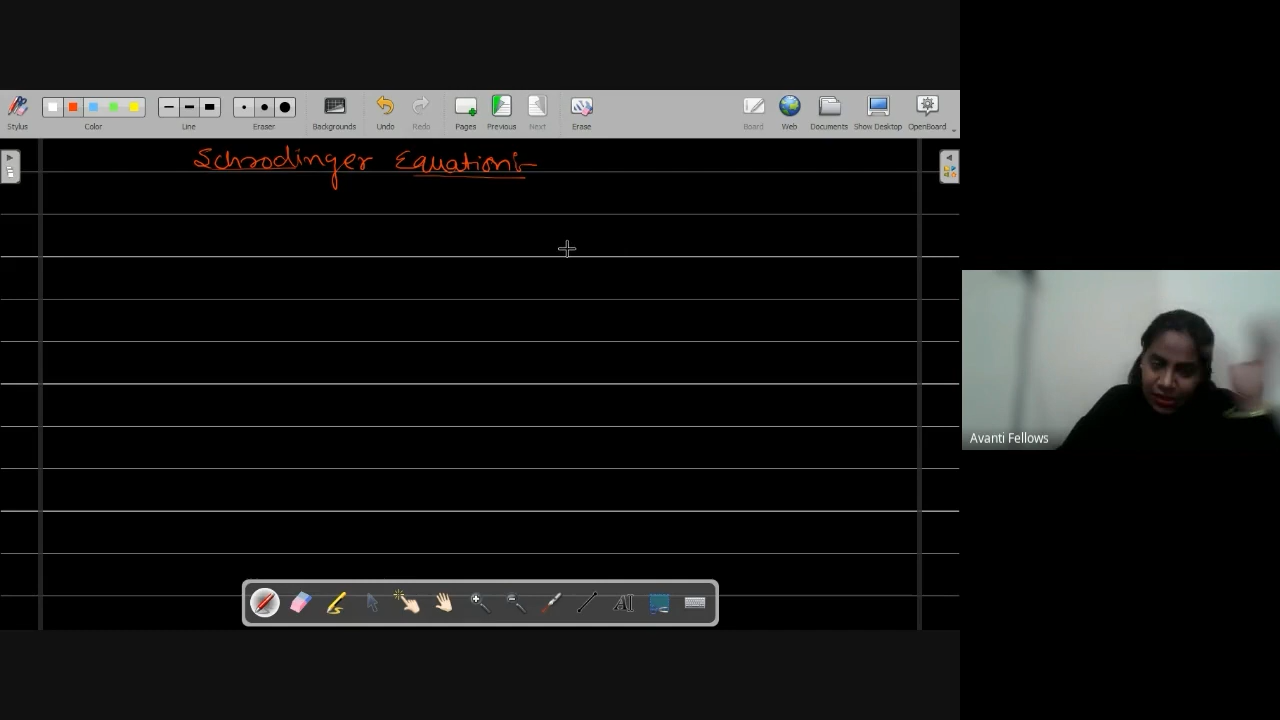 Stylus
Color
Line
Eraser
Backgrounds
Undo
Redo
Pages
Previous
Next
Erase
Board
Web
Documents
Show Desktop
OpenBoard
Schrodinger Equation:-
Avanti Fellows